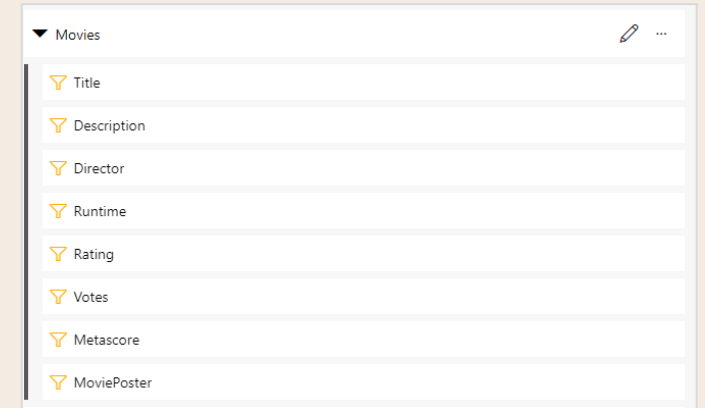 Movies
Title
Description
Director
Runtime
Rating
Votes
Metascore
MoviePoster